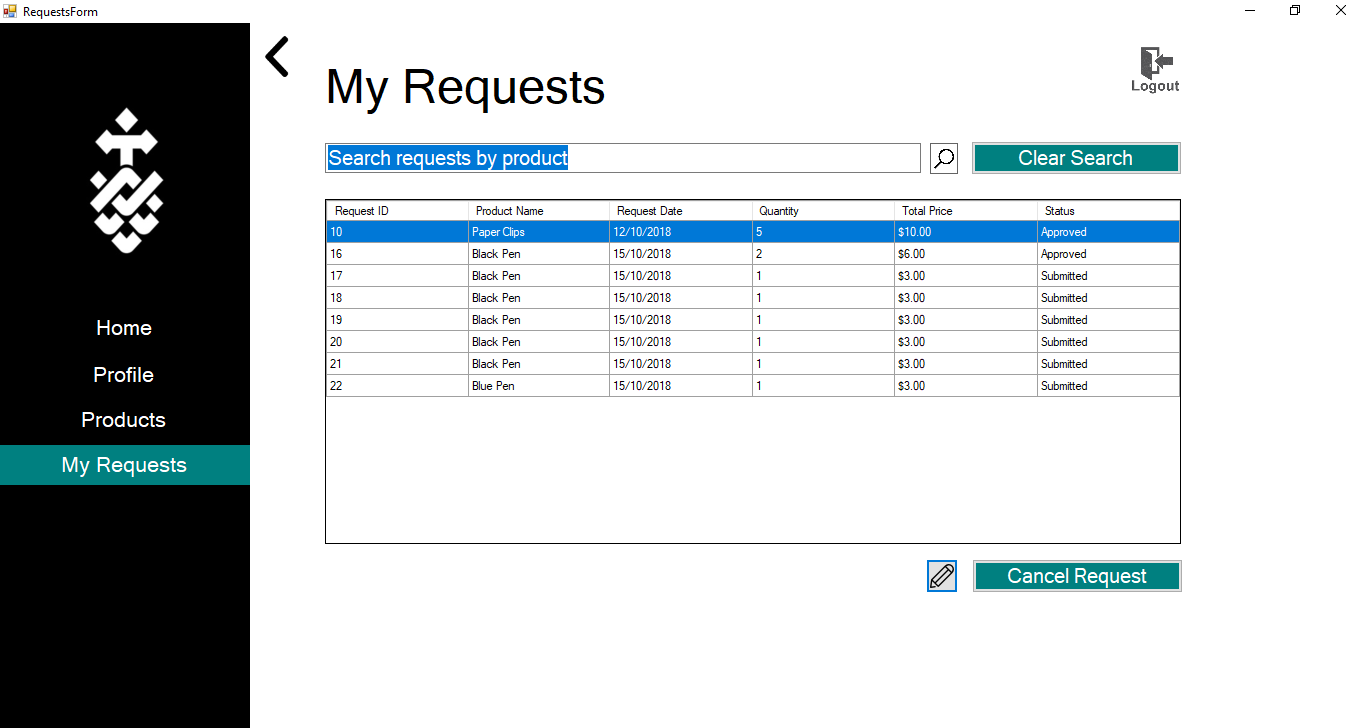 RequestsForm
My Requests
Logout
Search requests by product
Clear Search
Request ID Product Name Request Date Quantity Total Price Status
10 Paper Clips 12/10/2018 5 $10.00 Approved
16 Black Pen 15/10/2018 2 $6.00 Approved
17 Black Pen 15/10/2018 1 $3.00 Submitted
18 Black Pen 15/10/2018 1 $3.00 Submitted
19 Black Pen 15/10/2018 1 $3.00 Submitted
20 Black Pen 15/10/2018 1 $3.00 Submitted
21 Black Pen 15/10/2018 1 $3.00 Submitted
22 Blue Pen 15/10/2018 1 $3.00 Submitted
Cancel Request
Home
Profile
Products
My Requests